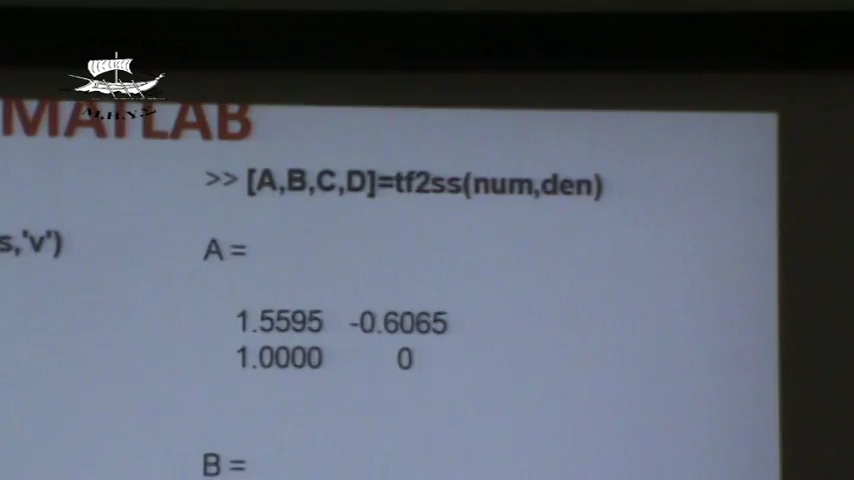 MATLAB
Μ.Η.Υ.Σ
>> [A,B,C,D]=tf2ss(num,den)
s,'v')
A =
1.5595 -0.6065
1.0000 0
B =